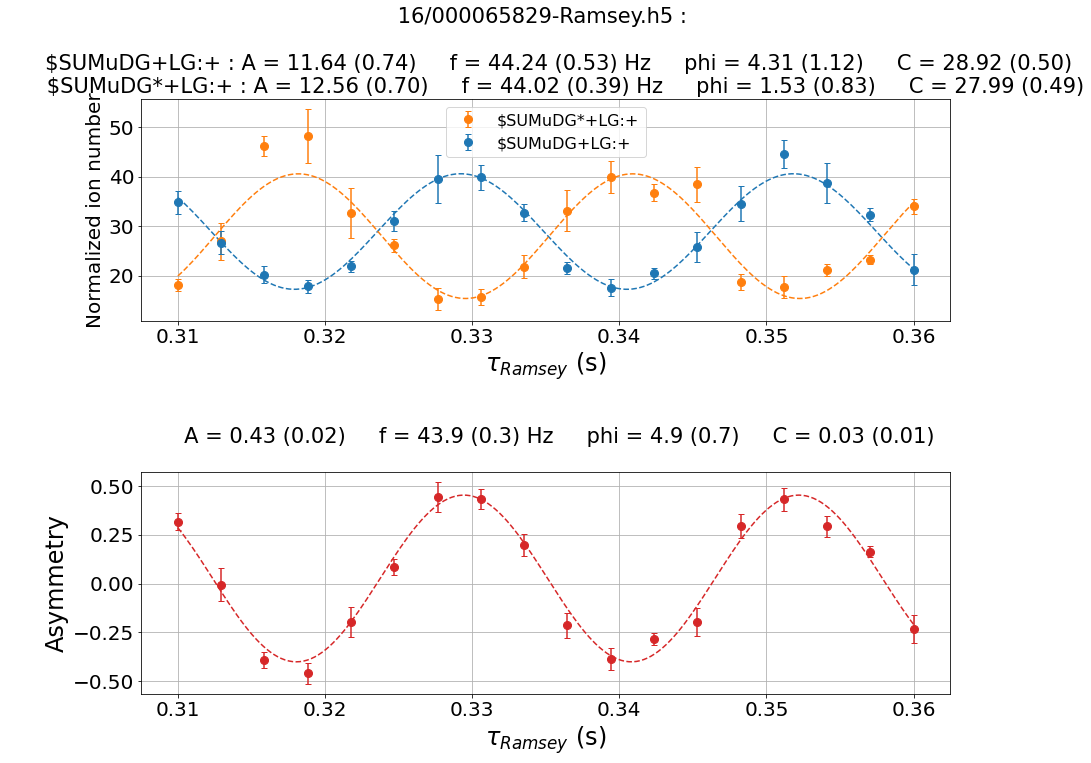 16/000065829-Ramsey.h5 :
$SUMuDG+LG:+ : A = 11.64 (0.74) f = 44.24 (0.53) Hz phi = 4.31 (1.12) C = 28.92 (0.50)
$SUMuDG*+LG:+ : A = 12.56 (0.70) f = 44.02 (0.39) Hz phi = 1.53 (0.83) C = 27.99 (0.49)
Normalized ion number
50
40
30
20
$SUMuDG*+LG:+
$SUMuDG+LG:+
0.31 0.32 0.33 0.34 0.35 0.36
τRamsey (s)
A = 0.43 (0.02) f = 43.9 (0.3) Hz phi = 4.9 (0.7) C = 0.03 (0.01)
Asymmetry
0.50
0.25
0.00
−0.25
−0.50
0.31 0.32 0.33 0.34 0.35 0.36
τRamsey (s)